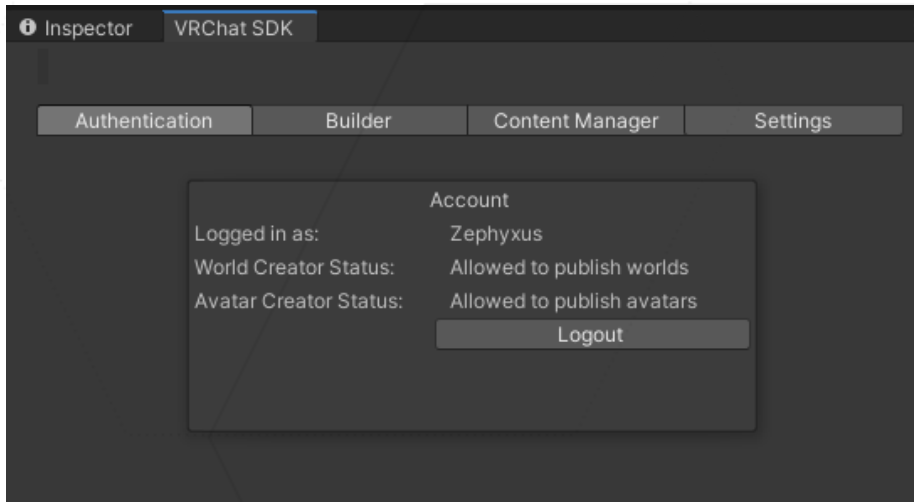 Inspector VRChat SDK
Authentication Builder Content Manager Settings
Account
Logged in as: Zephyxus
World Creator Status: Allowed to publish worlds
Avatar Creator Status: Allowed to publish avatars
Logout